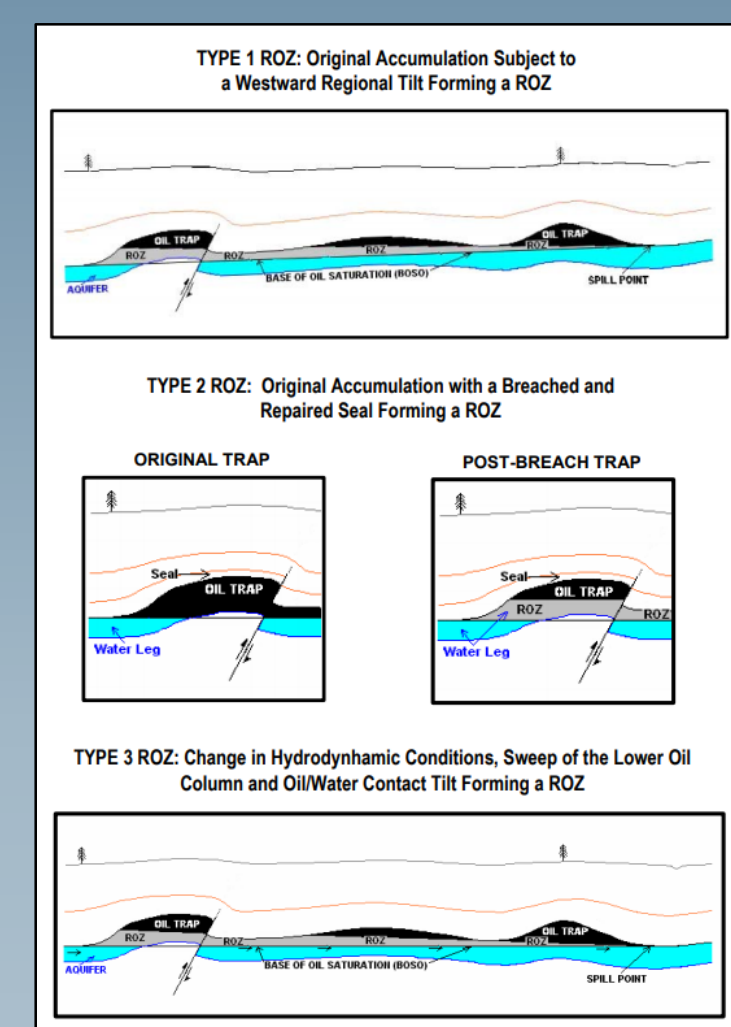 TYPE 1 ROZ: Original Accumulation Subject to
a Westward Regional Tilt Forming a ROZ
OIL TRAP
OIL TRAP
ROZ
ROZ
ROZ
ROZ
AQUIFER
BASE OF OIL SATURATION (BOSO)
SPILL POINT
TYPE 2 ROZ: Original Accumulation with a Breached and
Repaired Seal Forming a ROZ
ORIGINAL TRAP
Seal
OIL TRAP
Water Leg
POST-BREACH TRAP
Seal
OIL TRAP
ROZ
ROZ
Water Leg
TYPE 3 ROZ: Change in Hydrodynhamic Conditions, Sweep of the Lower Oil
Column and Oil/Water Contact Tilt Forming a ROZ
OIL TRAP
OIL TRAP
ROZ
ROZ
ROZ
ROZ
AQUIFER
BASE OF OIL SATURATION (BOSO)
SPILL POINT